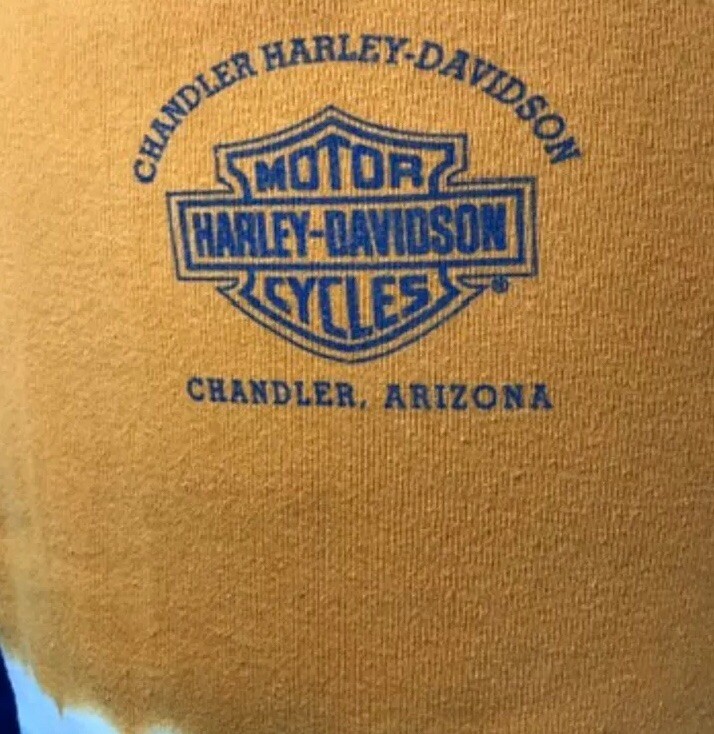 CHANDLER HARLEY-DAVIDSON
MOTOR
HARLEY-DAVIDSON
CYCLES
®
CHANDLER, ARIZONA